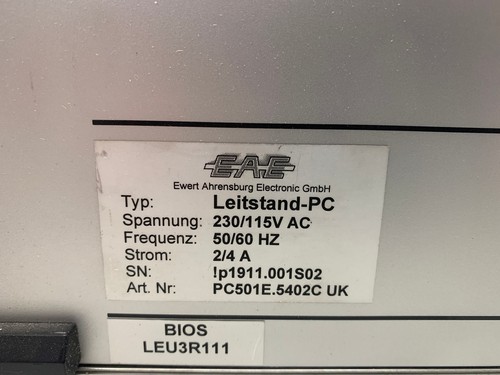 EAE
Ewert Ahrensburg Electronic GmbH
Typ: Leitstand-PC
Spannung: 230/115V AC
Frequenz: 50/60 HZ
Strom: 2/4 A
SN: !p1911.001S02
Art. Nr: PC501E.5402C UK
BIOS
LEU3R111